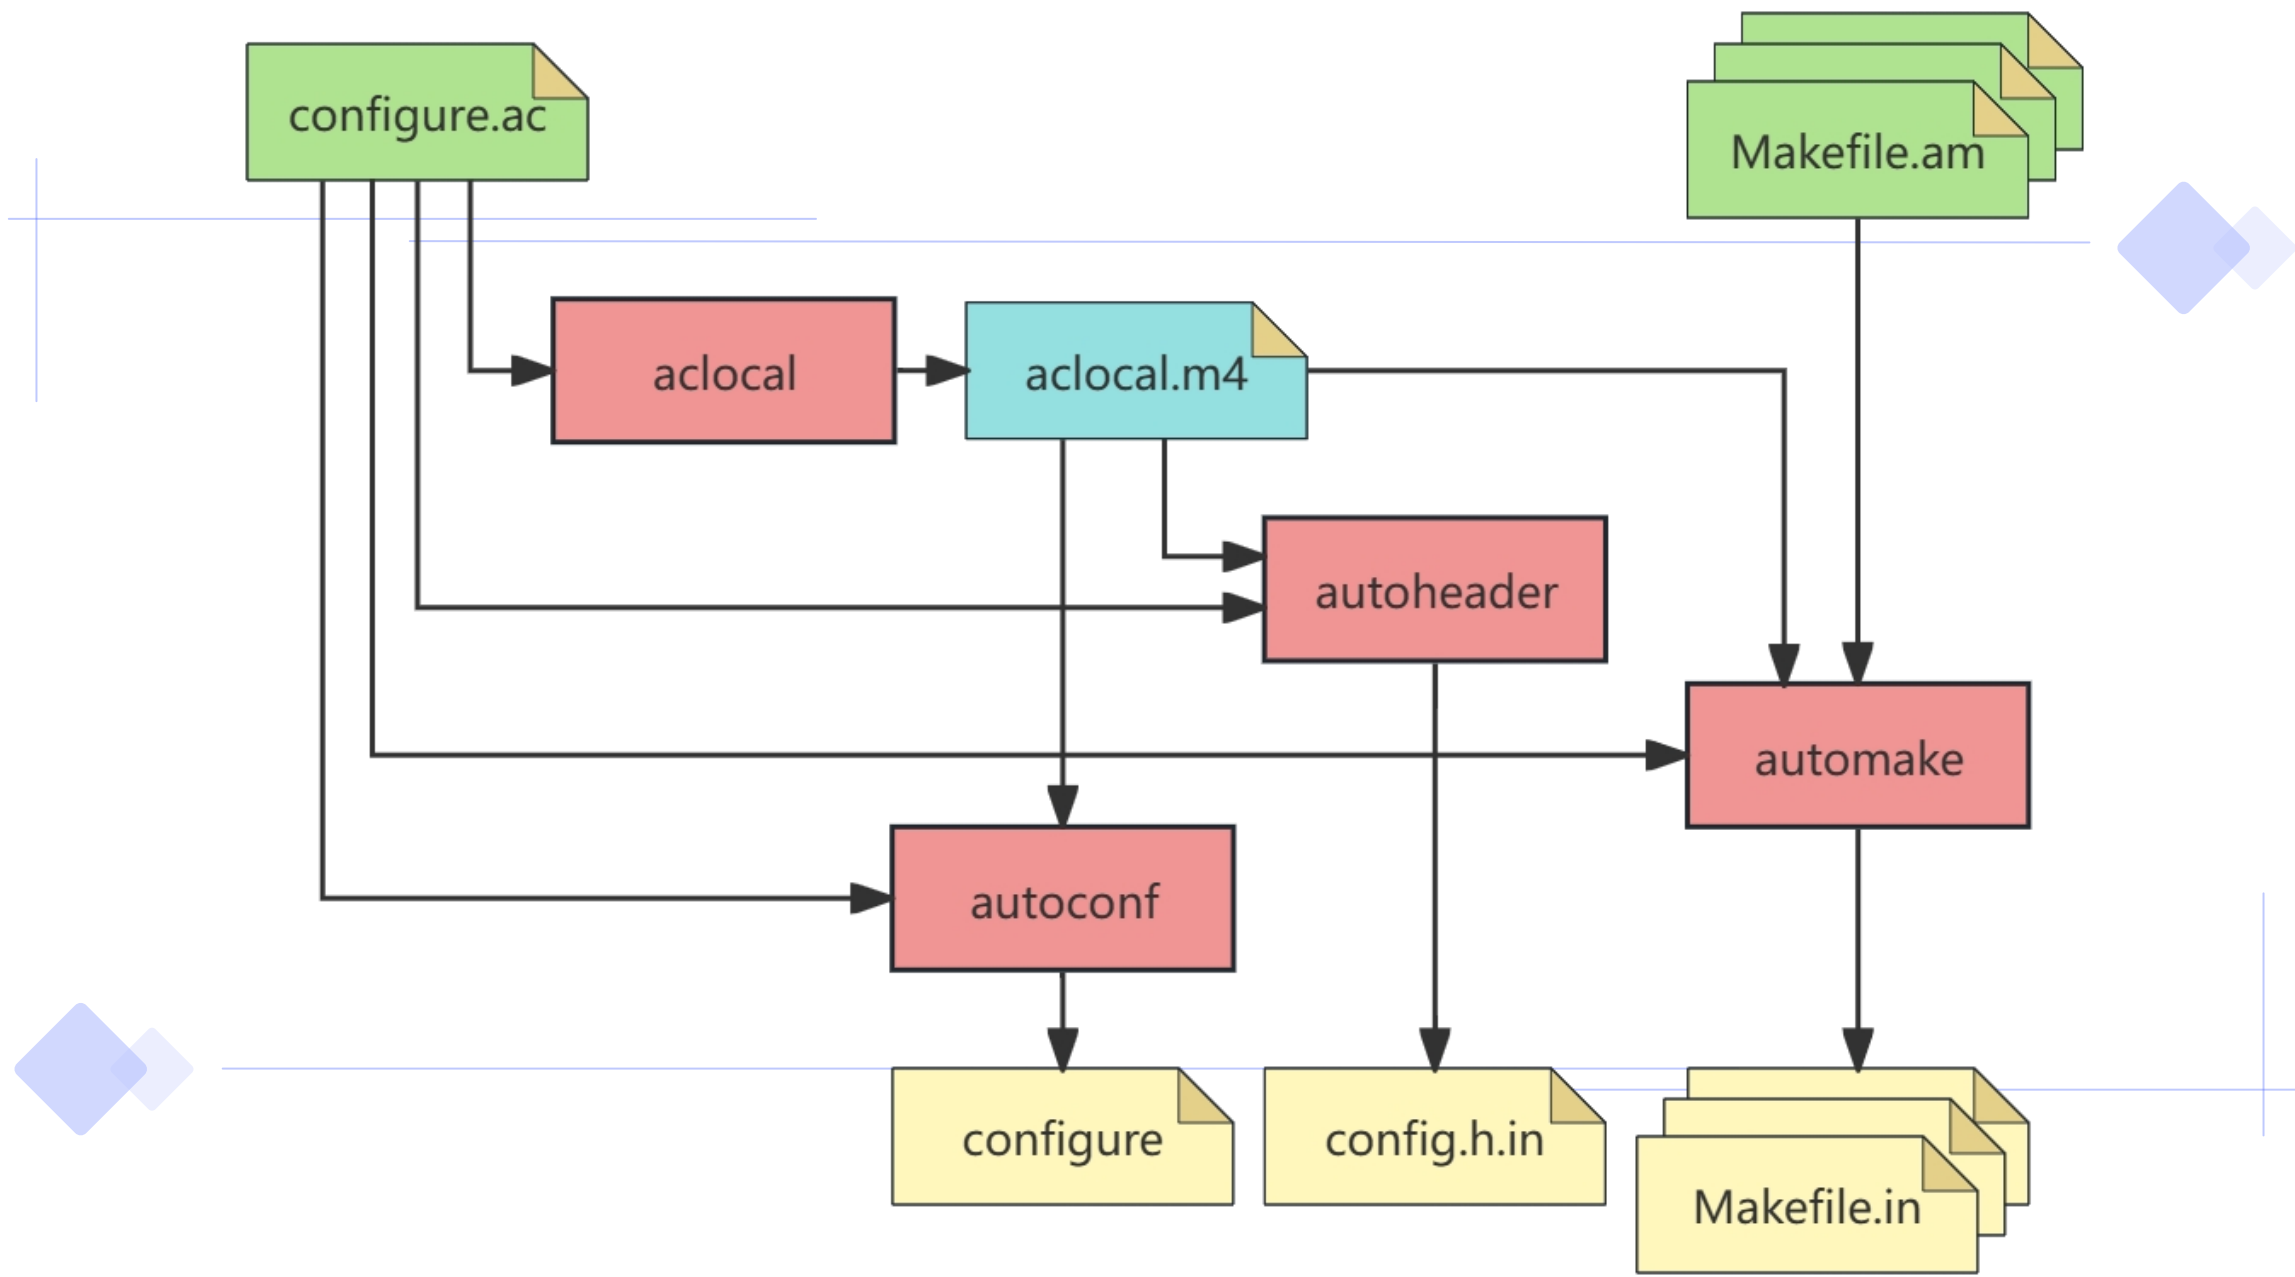 configure.ac
Makefile.am
aclocal
aclocal.m4
autoheader
automake
autoconf
configure
config.h.in
Makefile.in